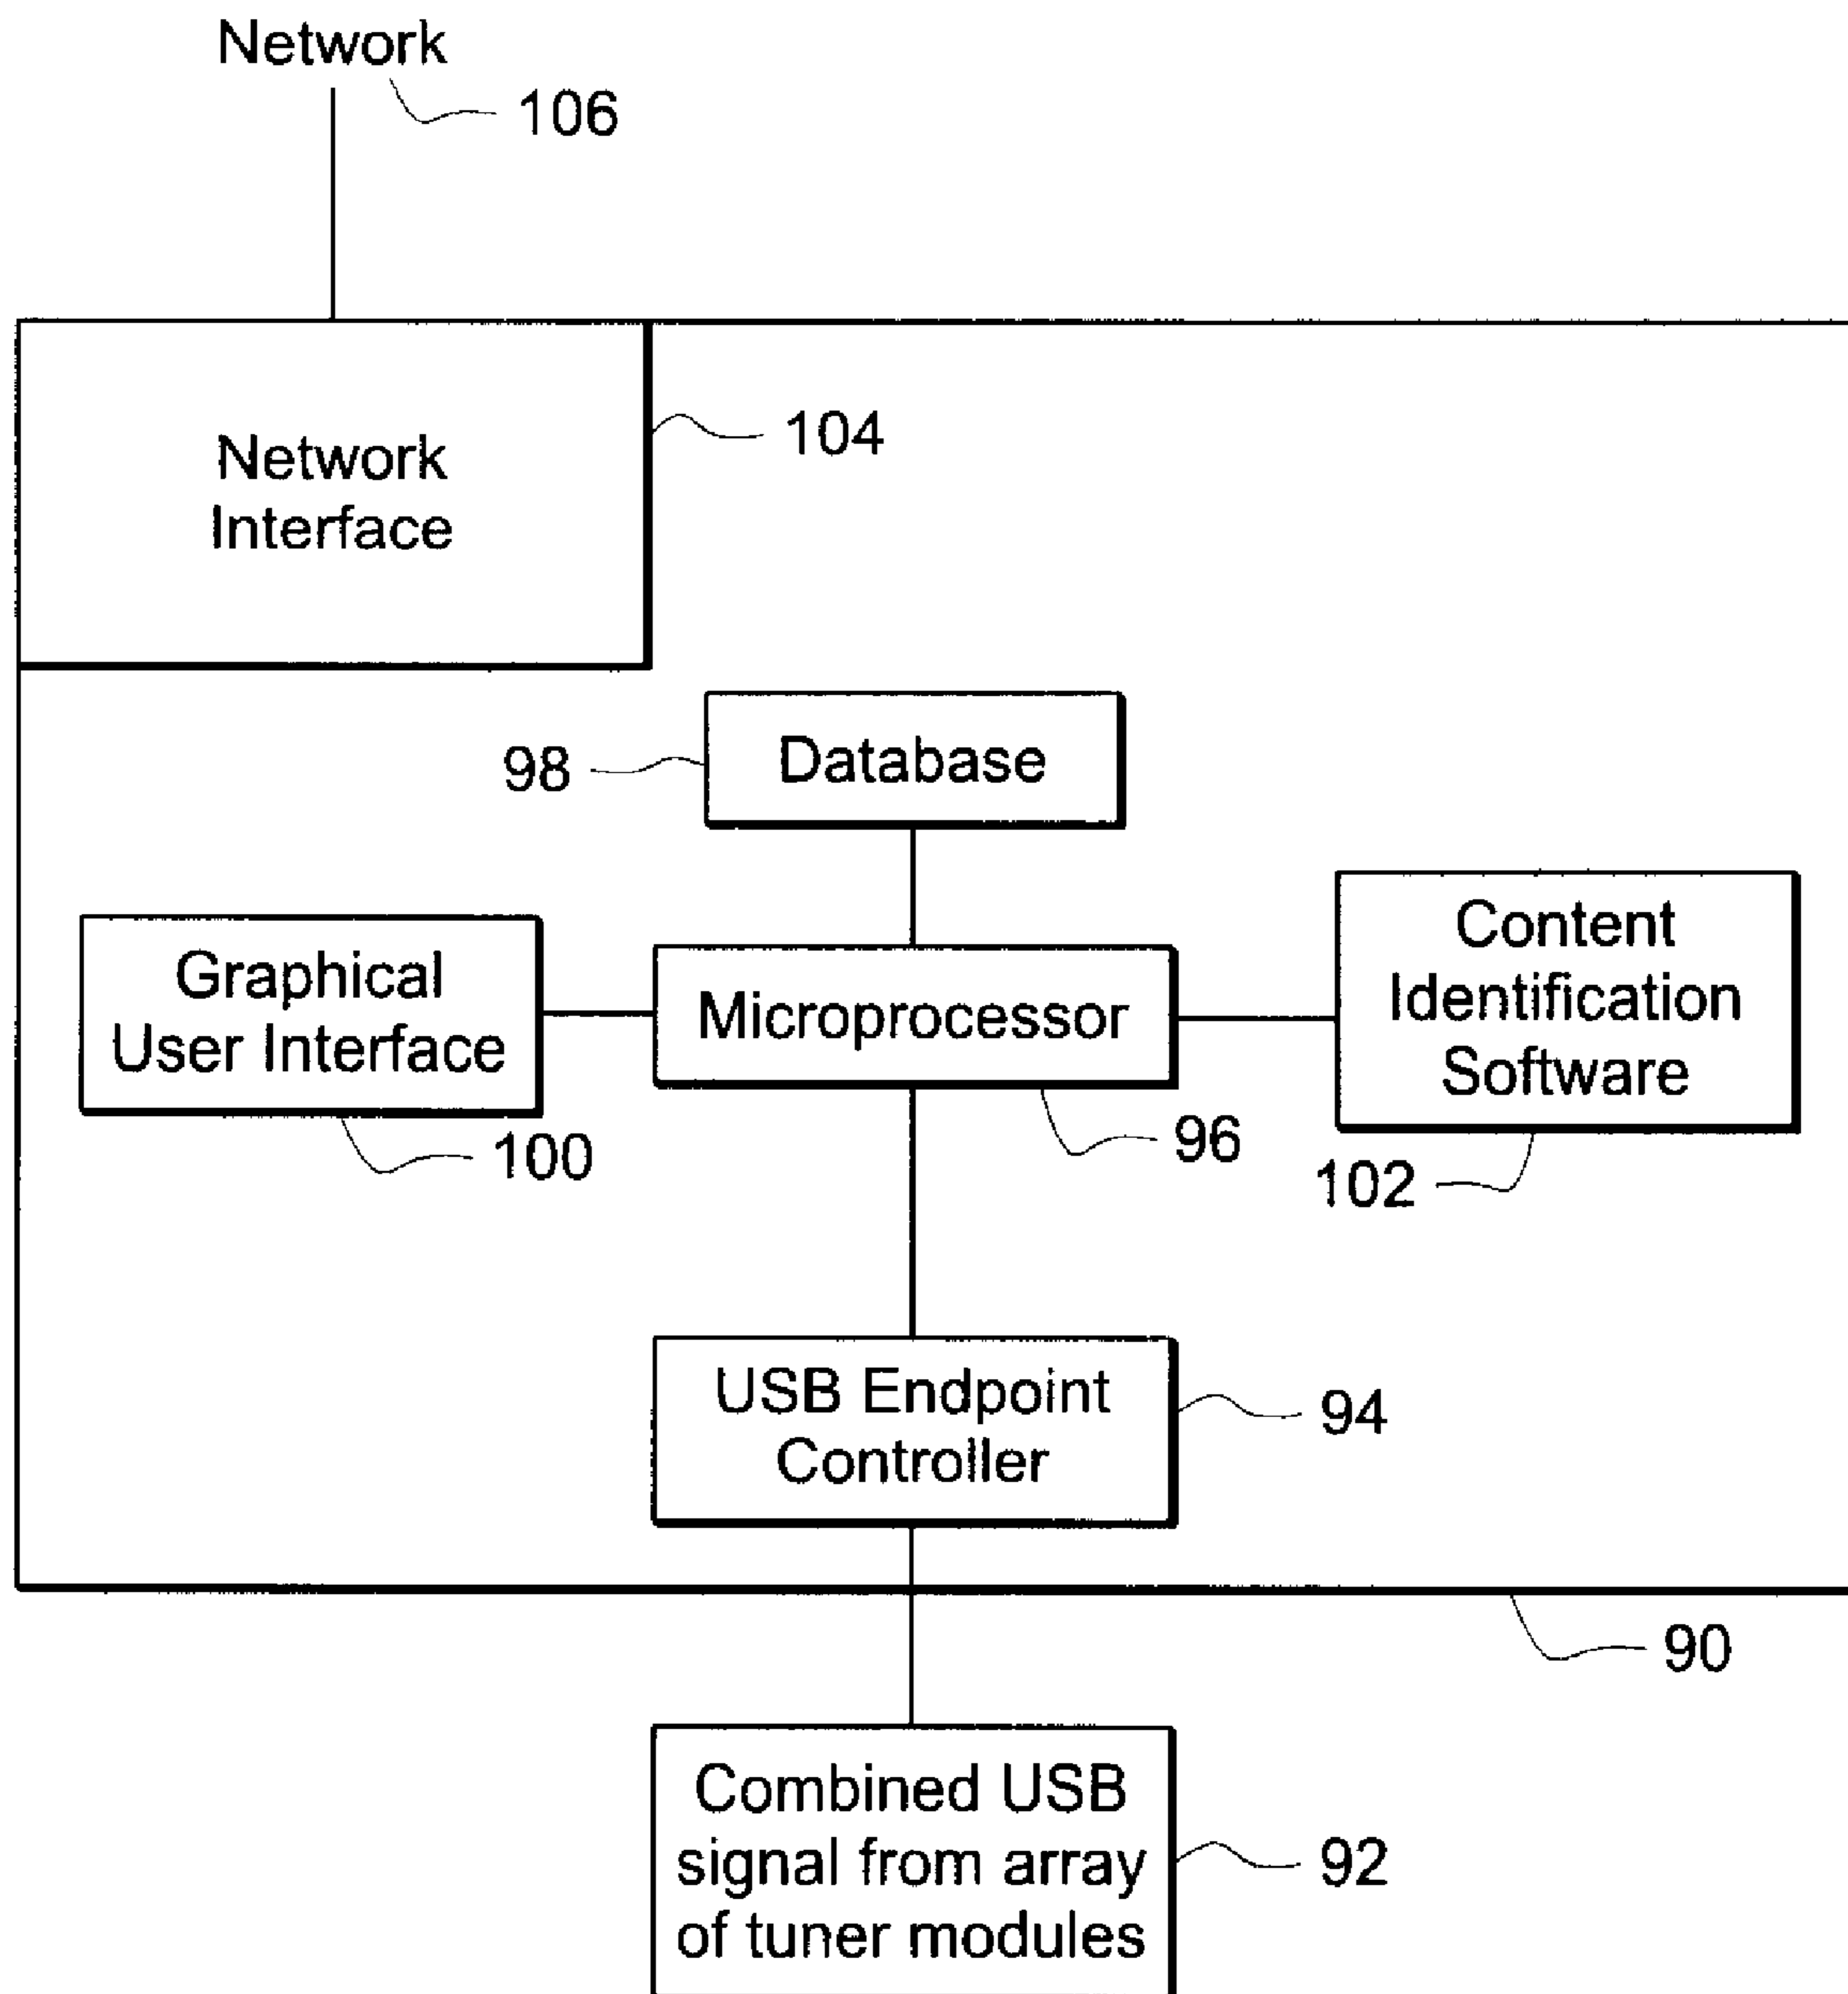 Network
106
Network
Interface
104
98
Database
Graphical
User Interface
100
Microprocessor
96
Content
Identification
Software
102
USB Endpoint
Controller
94
90
Combined USB
signal from array
of tuner modules
92